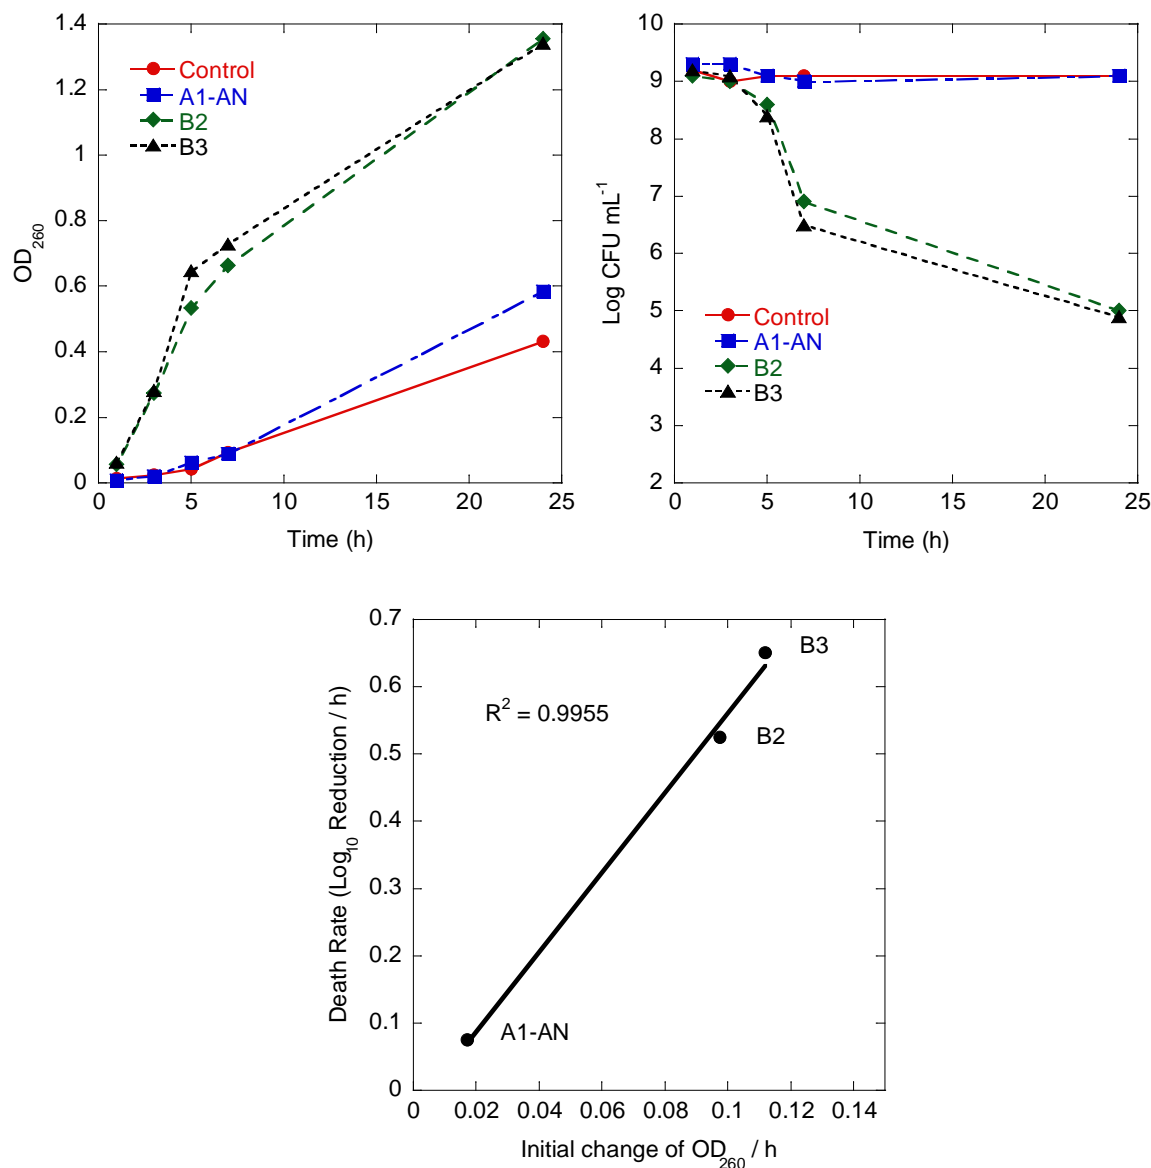 1.4
1.2
1
0.8
0.6
0.4
0.2
0
OD260
Control
A1-AN
B2
B3
0 5 10 15 20 25
Time (h)
10
9
8
7
6
5
4
3
2
Log CFU mL-1
Control
A1-AN
B2
B3
0 5 10 15 20 25
Time (h)
0.7
0.6
0.5
0.4
0.3
0.2
0.1
0
Death Rate (Log10 Reduction / h)
R2 = 0.9955
B3
B2
A1-AN
0 0.02 0.04 0.06 0.08 0.1 0.12 0.14
Initial change of OD260 / h